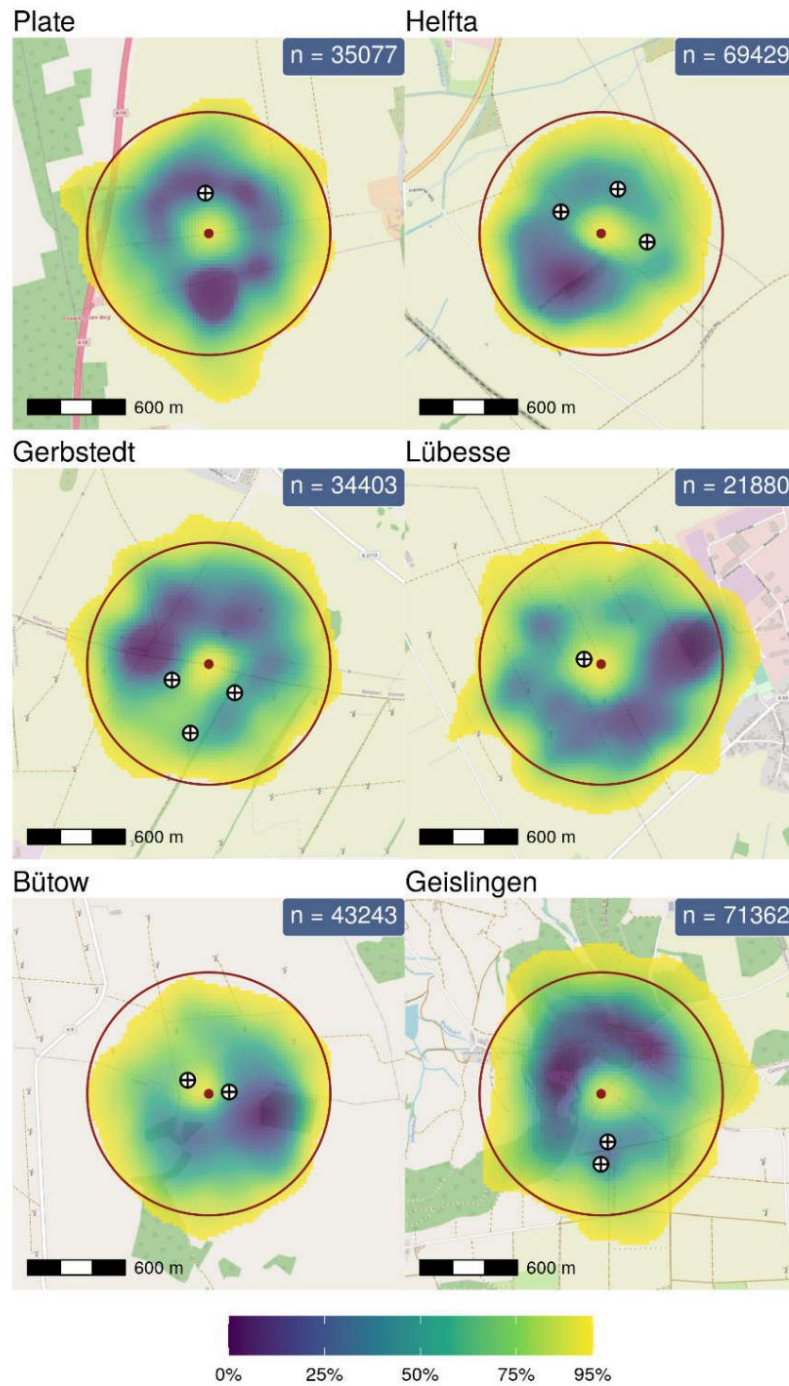 Plate
Helfta
n = 35077
n = 69429
600 m
600 m
Gerbstedt
Lübesse
n = 34403
n = 21880
600 m
600 m
Bütow
Geislingen
n = 43243
n = 71362
600 m
600 m
0% 25% 50% 75% 95%